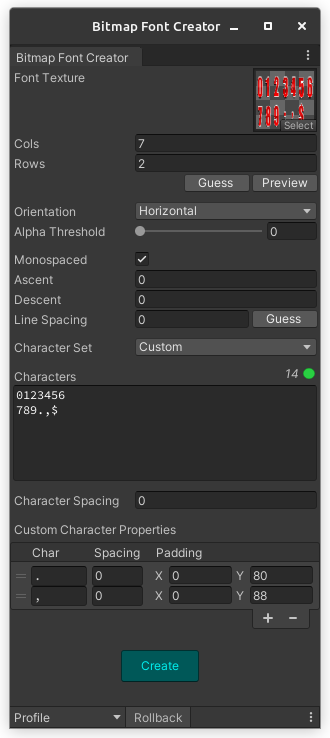 Bitmap Font Creator
Bitmap Font Creator
Font Texture
0123456
789.,$
Select
Cols 7
Rows 2
Guess Preview
Orientation Horizontal
Alpha Threshold 0
Monospaced
Ascent 0
Descent 0
Line Spacing 0 Guess
Character Set Custom
Characters 14
0123456
789.,$
Character Spacing 0
Custom Character Properties
Char Spacing Padding
. 0 X 0 Y 80
, 0 X 0 Y 88
+ −
Create
Profile Rollback